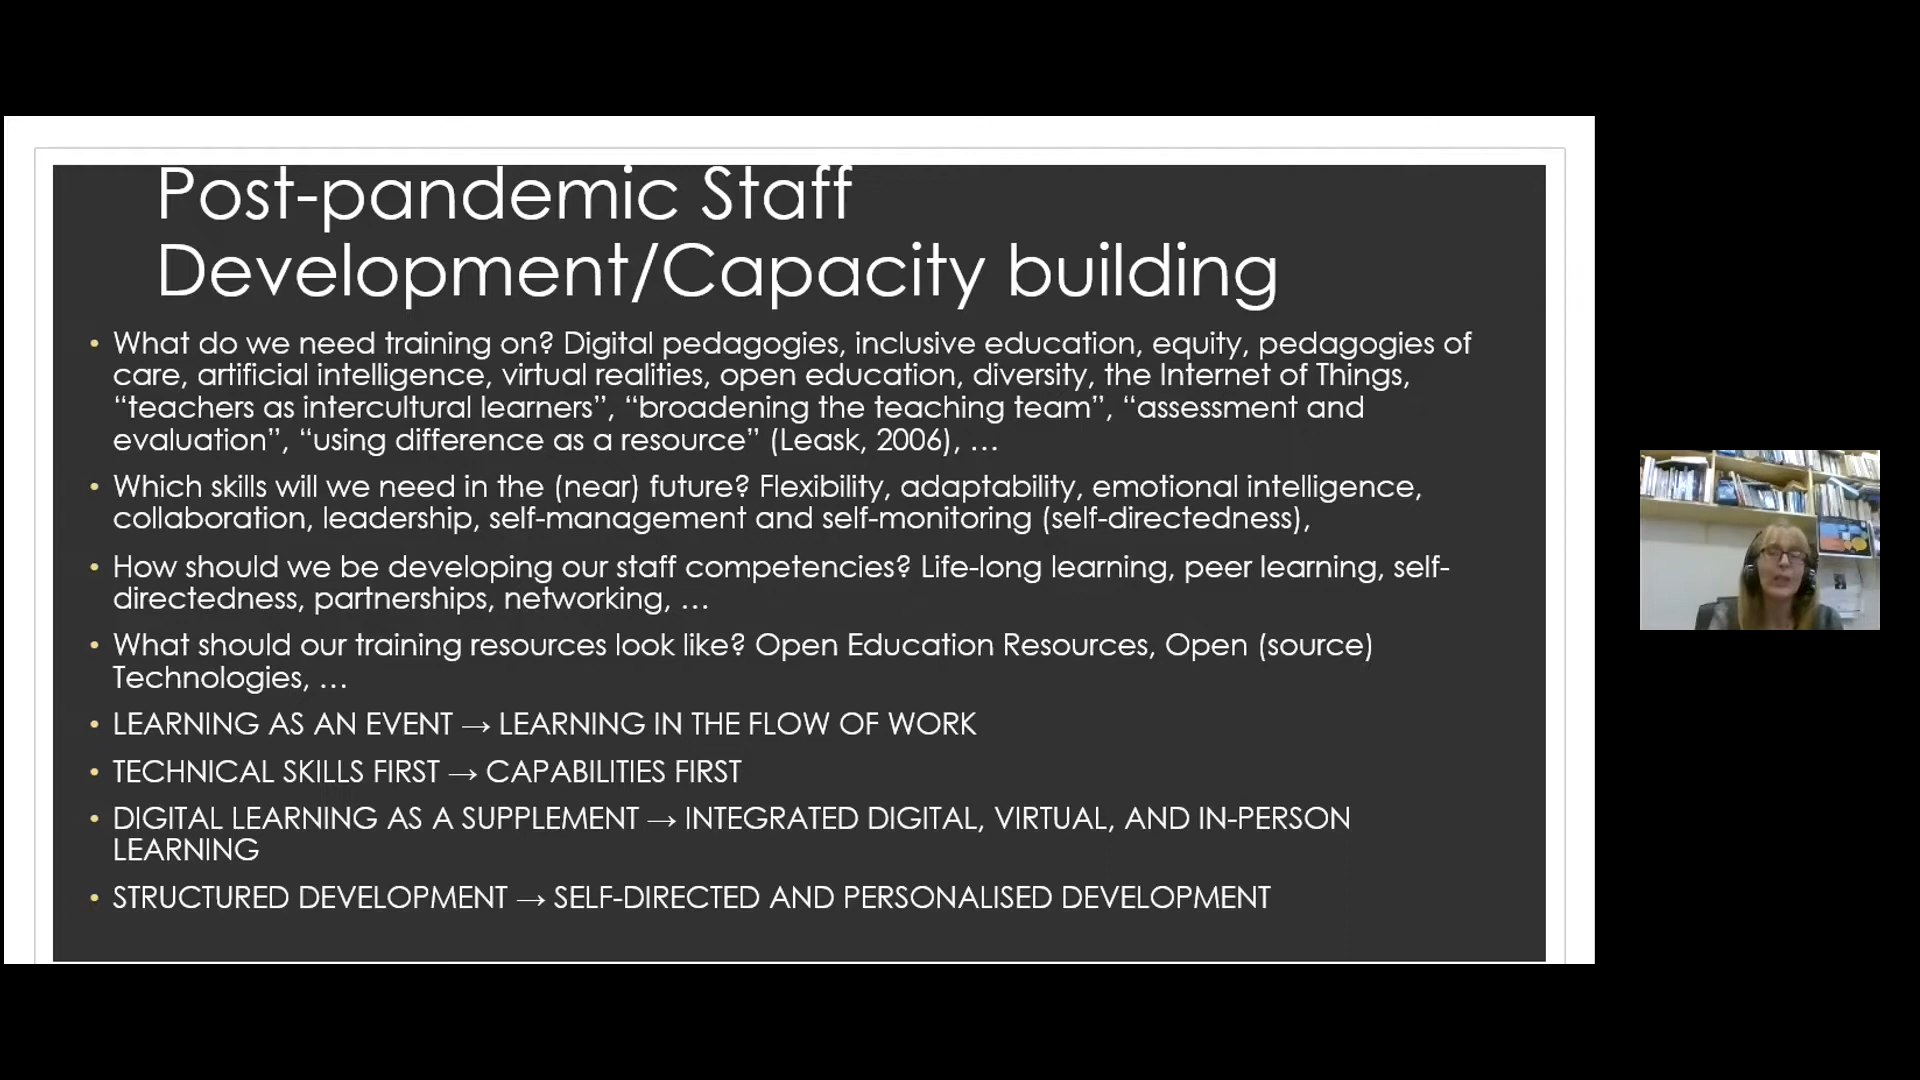 Post-pandemic Staff
Development/Capacity building
• What do we need training on? Digital pedagogies, inclusive education, equity, pedagogies of
care, artificial intelligence, virtual realities, open education, diversity, the Internet of Things,
“teachers as intercultural learners”, “broadening the teaching team”, “assessment and
evaluation”, “using difference as a resource” (Leask, 2006), …
• Which skills will we need in the (near) future? Flexibility, adaptability, emotional intelligence,
collaboration, leadership, self-management and self-monitoring (self-directedness),
• How should we be developing our staff competencies? Life-long learning, peer learning, self-
directedness, partnerships, networking, …
• What should our training resources look like? Open Education Resources, Open (source)
Technologies, …
• LEARNING AS AN EVENT → LEARNING IN THE FLOW OF WORK
• TECHNICAL SKILLS FIRST → CAPABILITIES FIRST
• DIGITAL LEARNING AS A SUPPLEMENT → INTEGRATED DIGITAL, VIRTUAL, AND IN-PERSON
LEARNING
• STRUCTURED DEVELOPMENT → SELF-DIRECTED AND PERSONALISED DEVELOPMENT